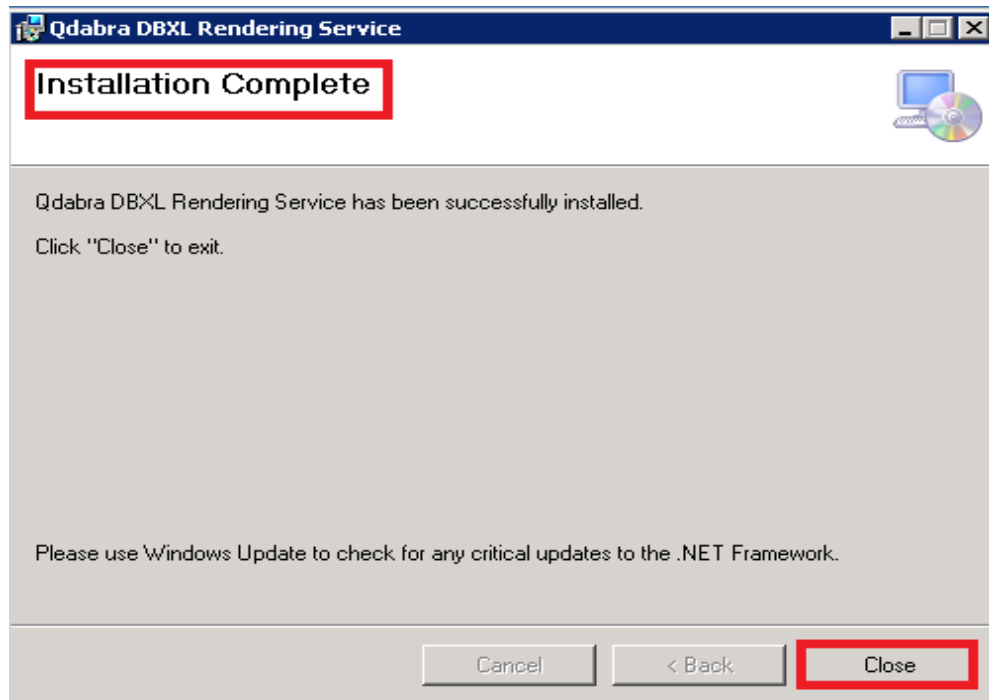 Qdabra DBXL Rendering Service
Installation Complete
Qdabra DBXL Rendering Service has been successfully installed.
Click "Close" to exit.
Please use Windows Update to check for any critical updates to the .NET Framework.
Cancel
< Back
Close